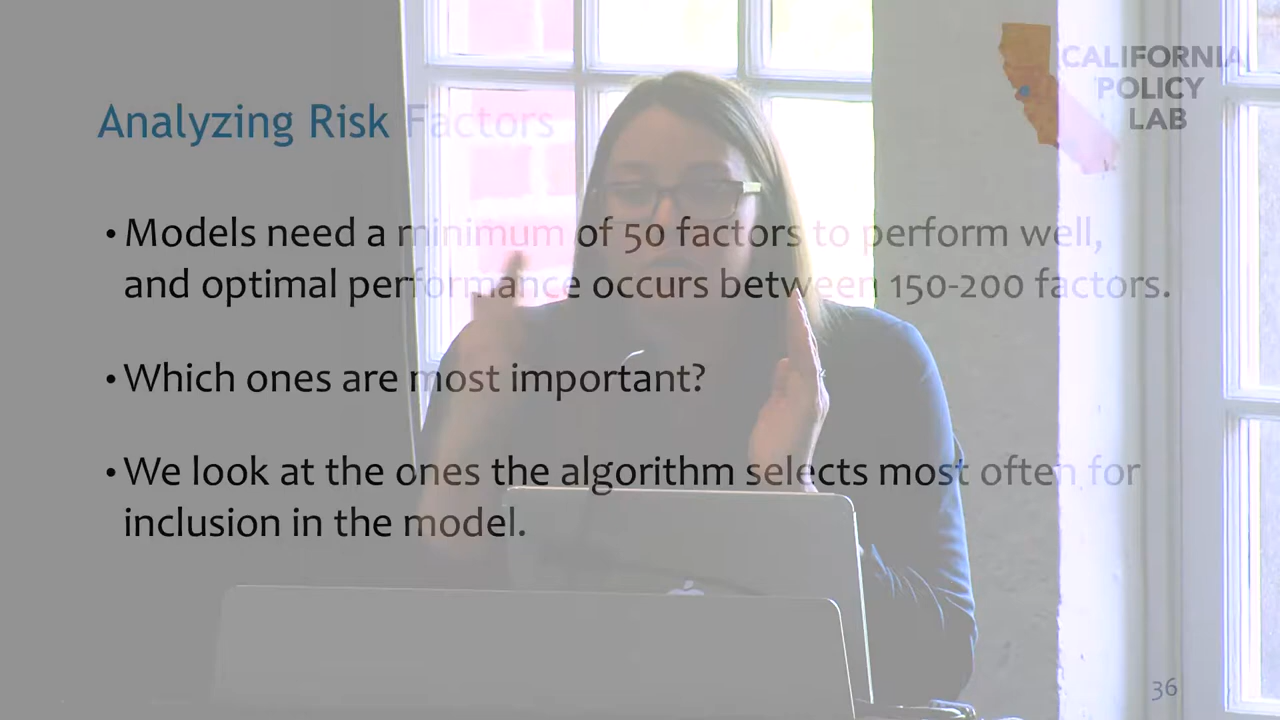 CALIFORNIA
POLICY
LAB
Analyzing Risk Factors
• Models need a minimum of 50 factors to perform well,
and optimal performance occurs between 150-200 factors.
• Which ones are most important?
• We look at the ones the algorithm selects most often for
inclusion in the model.
36